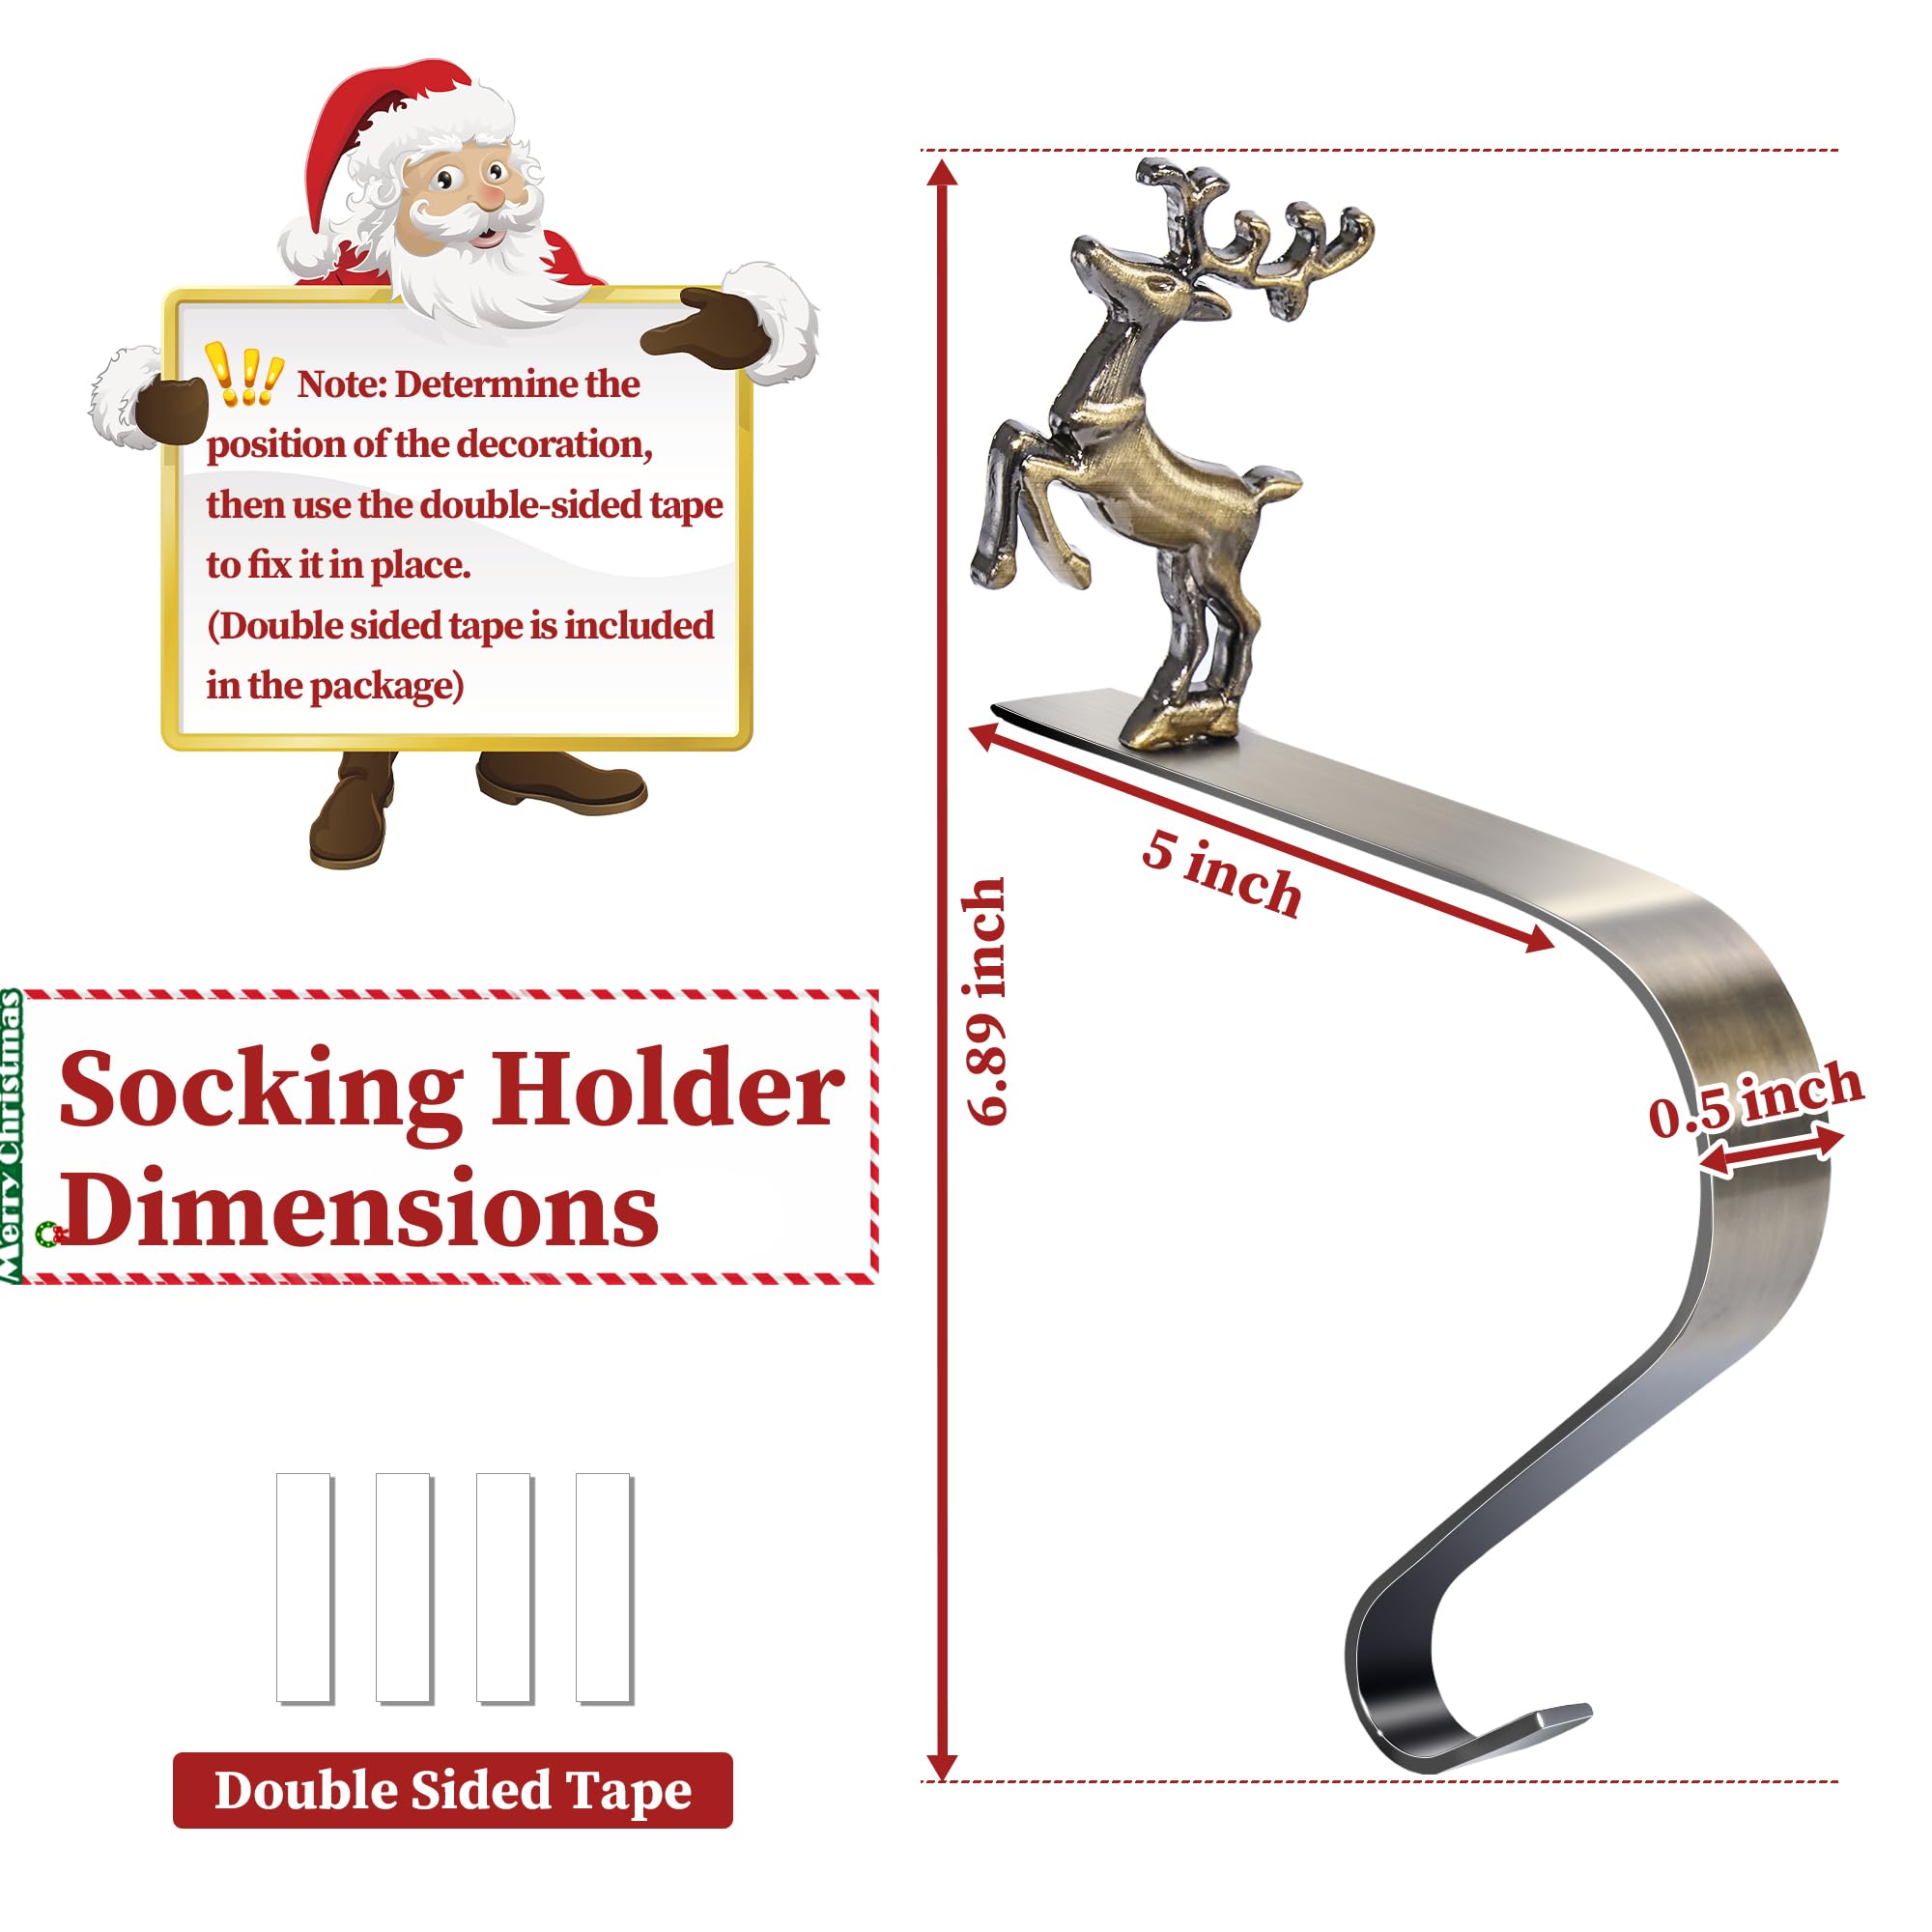 Note: Determine the
position of the decoration,
then use the double-sided tape
to fix it in place.
(Double sided tape is included
in the package)
5 inch
6.89 inch
0.5 inch
Merry Christmas
Socking Holder
Dimensions
Double Sided Tape